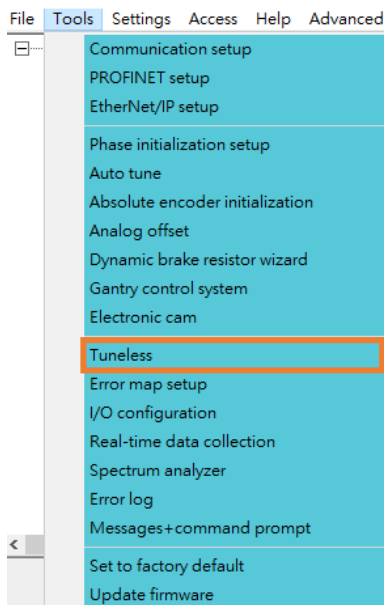 File Tools Settings Access Help Advanced
Communication setup
PROFINET setup
EtherNet/IP setup
Phase initialization setup
Auto tune
Absolute encoder initialization
Analog offset
Dynamic brake resistor wizard
Gantry control system
Electronic cam
Tuneless
Error map setup
I/O configuration
Real-time data collection
Spectrum analyzer
Error log
Messages+command prompt
Set to factory default
Update firmware